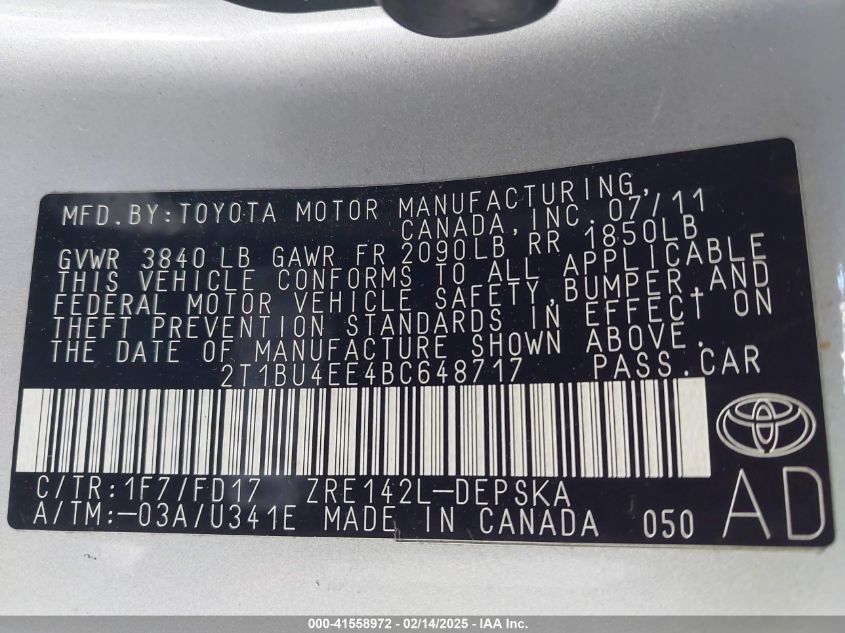 MFD.BY:TOYOTA MOTOR MANUFACTURING,
CANADA,INC.07/11
GVWR 3840 LB GAWR FR 2090LB RR 1850LB
THIS VEHICLE CONFORMS TO ALL APPLICABLE
FEDERAL MOTOR VEHICLE SAFETY,BUMPER,AND
THEFT PREVENTION STANDARDS IN EFFECT ON
THE DATE OF MANUFACTURE SHOWN ABOVE.
2T1BU4EE4BC648717 PASS.CAR
C/TR:1F7/FD17 ZRE142L-DEPSKA
A/TM:-03A/U341E MADE IN CANADA 050 AD
000-41558972 - 02/14/2025 - IAA Inc.